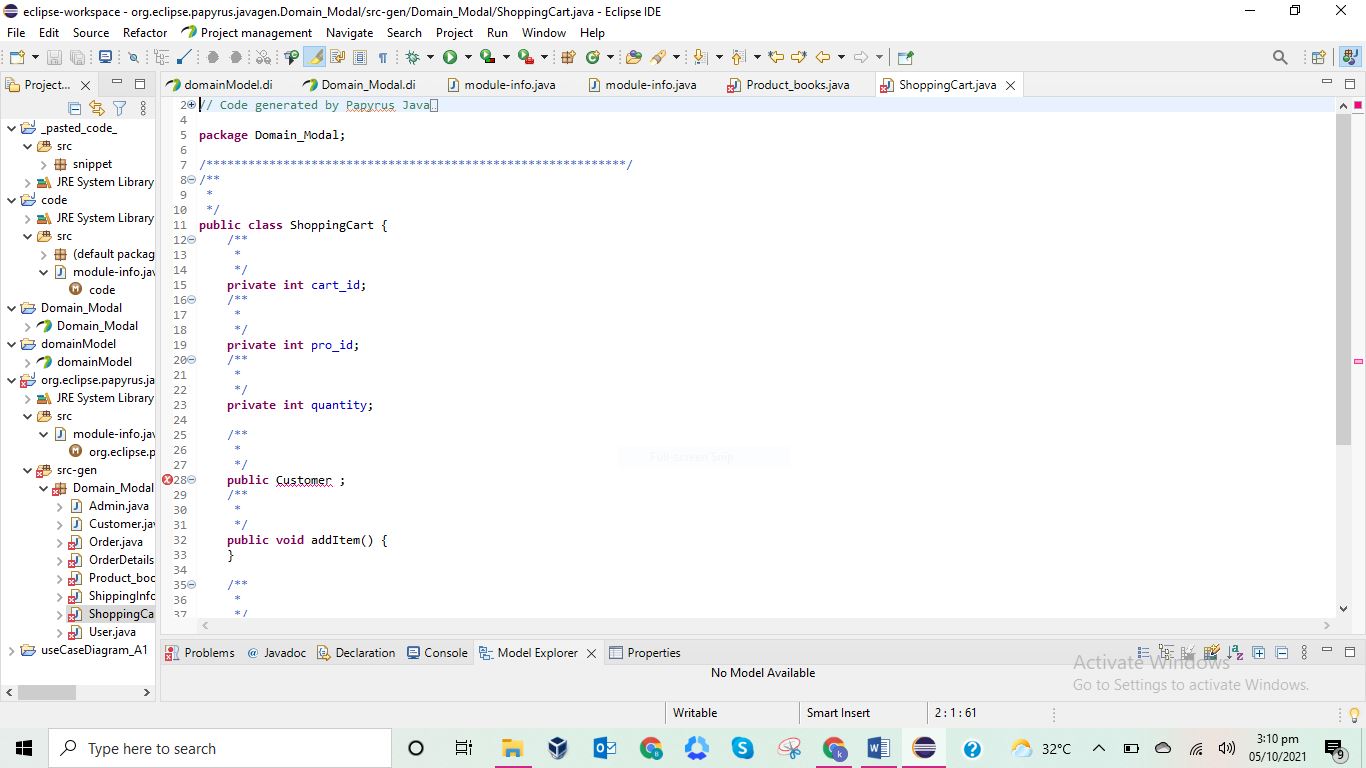 eclipse-workspace - org.eclipse.papyrus.javagen.Domain_Modal/src-gen/Domain_Modal/ShoppingCart.java - Eclipse IDE
File Edit Source Refactor Project management Navigate Search Project Run Window Help
Project...
domainModel.di
Domain_Modal.di
module-info.java
module-info.java
Product_books.java
ShoppingCart.java
_pasted_code_
src
snippet
JRE System Library
code
JRE System Library
src
(default packag
module-info.jav
code
Domain_Modal
Domain_Modal
domainModel
domainModel
org.eclipse.papyrus.ja
JRE System Library
src
module-info.jav
org.eclipse.p
src-gen
Domain_Modal
Admin.java
Customer.jav
Order.java
OrderDetails
Product_boo
ShippingInfo
ShoppingCa
User.java
useCaseDiagram_A1
2 // Code generated by Papyrus Java
4
5 package Domain_Modal;
6
7 /************************************************************/
8 /**
9 *
10 */
11 public class ShoppingCart {
12 /**
13 *
14 */
15 private int cart_id;
16 /**
17 *
18 */
19 private int pro_id;
20 /**
21 *
22 */
23 private int quantity;
24
25 /**
26 *
27 */
28 public Customer ;
29 /**
30 *
31 */
32 public void addItem() {
33 }
34
35 /**
36 *
37 */
Full-screen Snip
Problems
@ Javadoc
Declaration
Console
Model Explorer
Properties
No Model Available
Activate Windows
Go to Settings to activate Windows.
Writable
Smart Insert
2 : 1 : 61
Type here to search
32°C
3:10 pm
05/10/2021
9